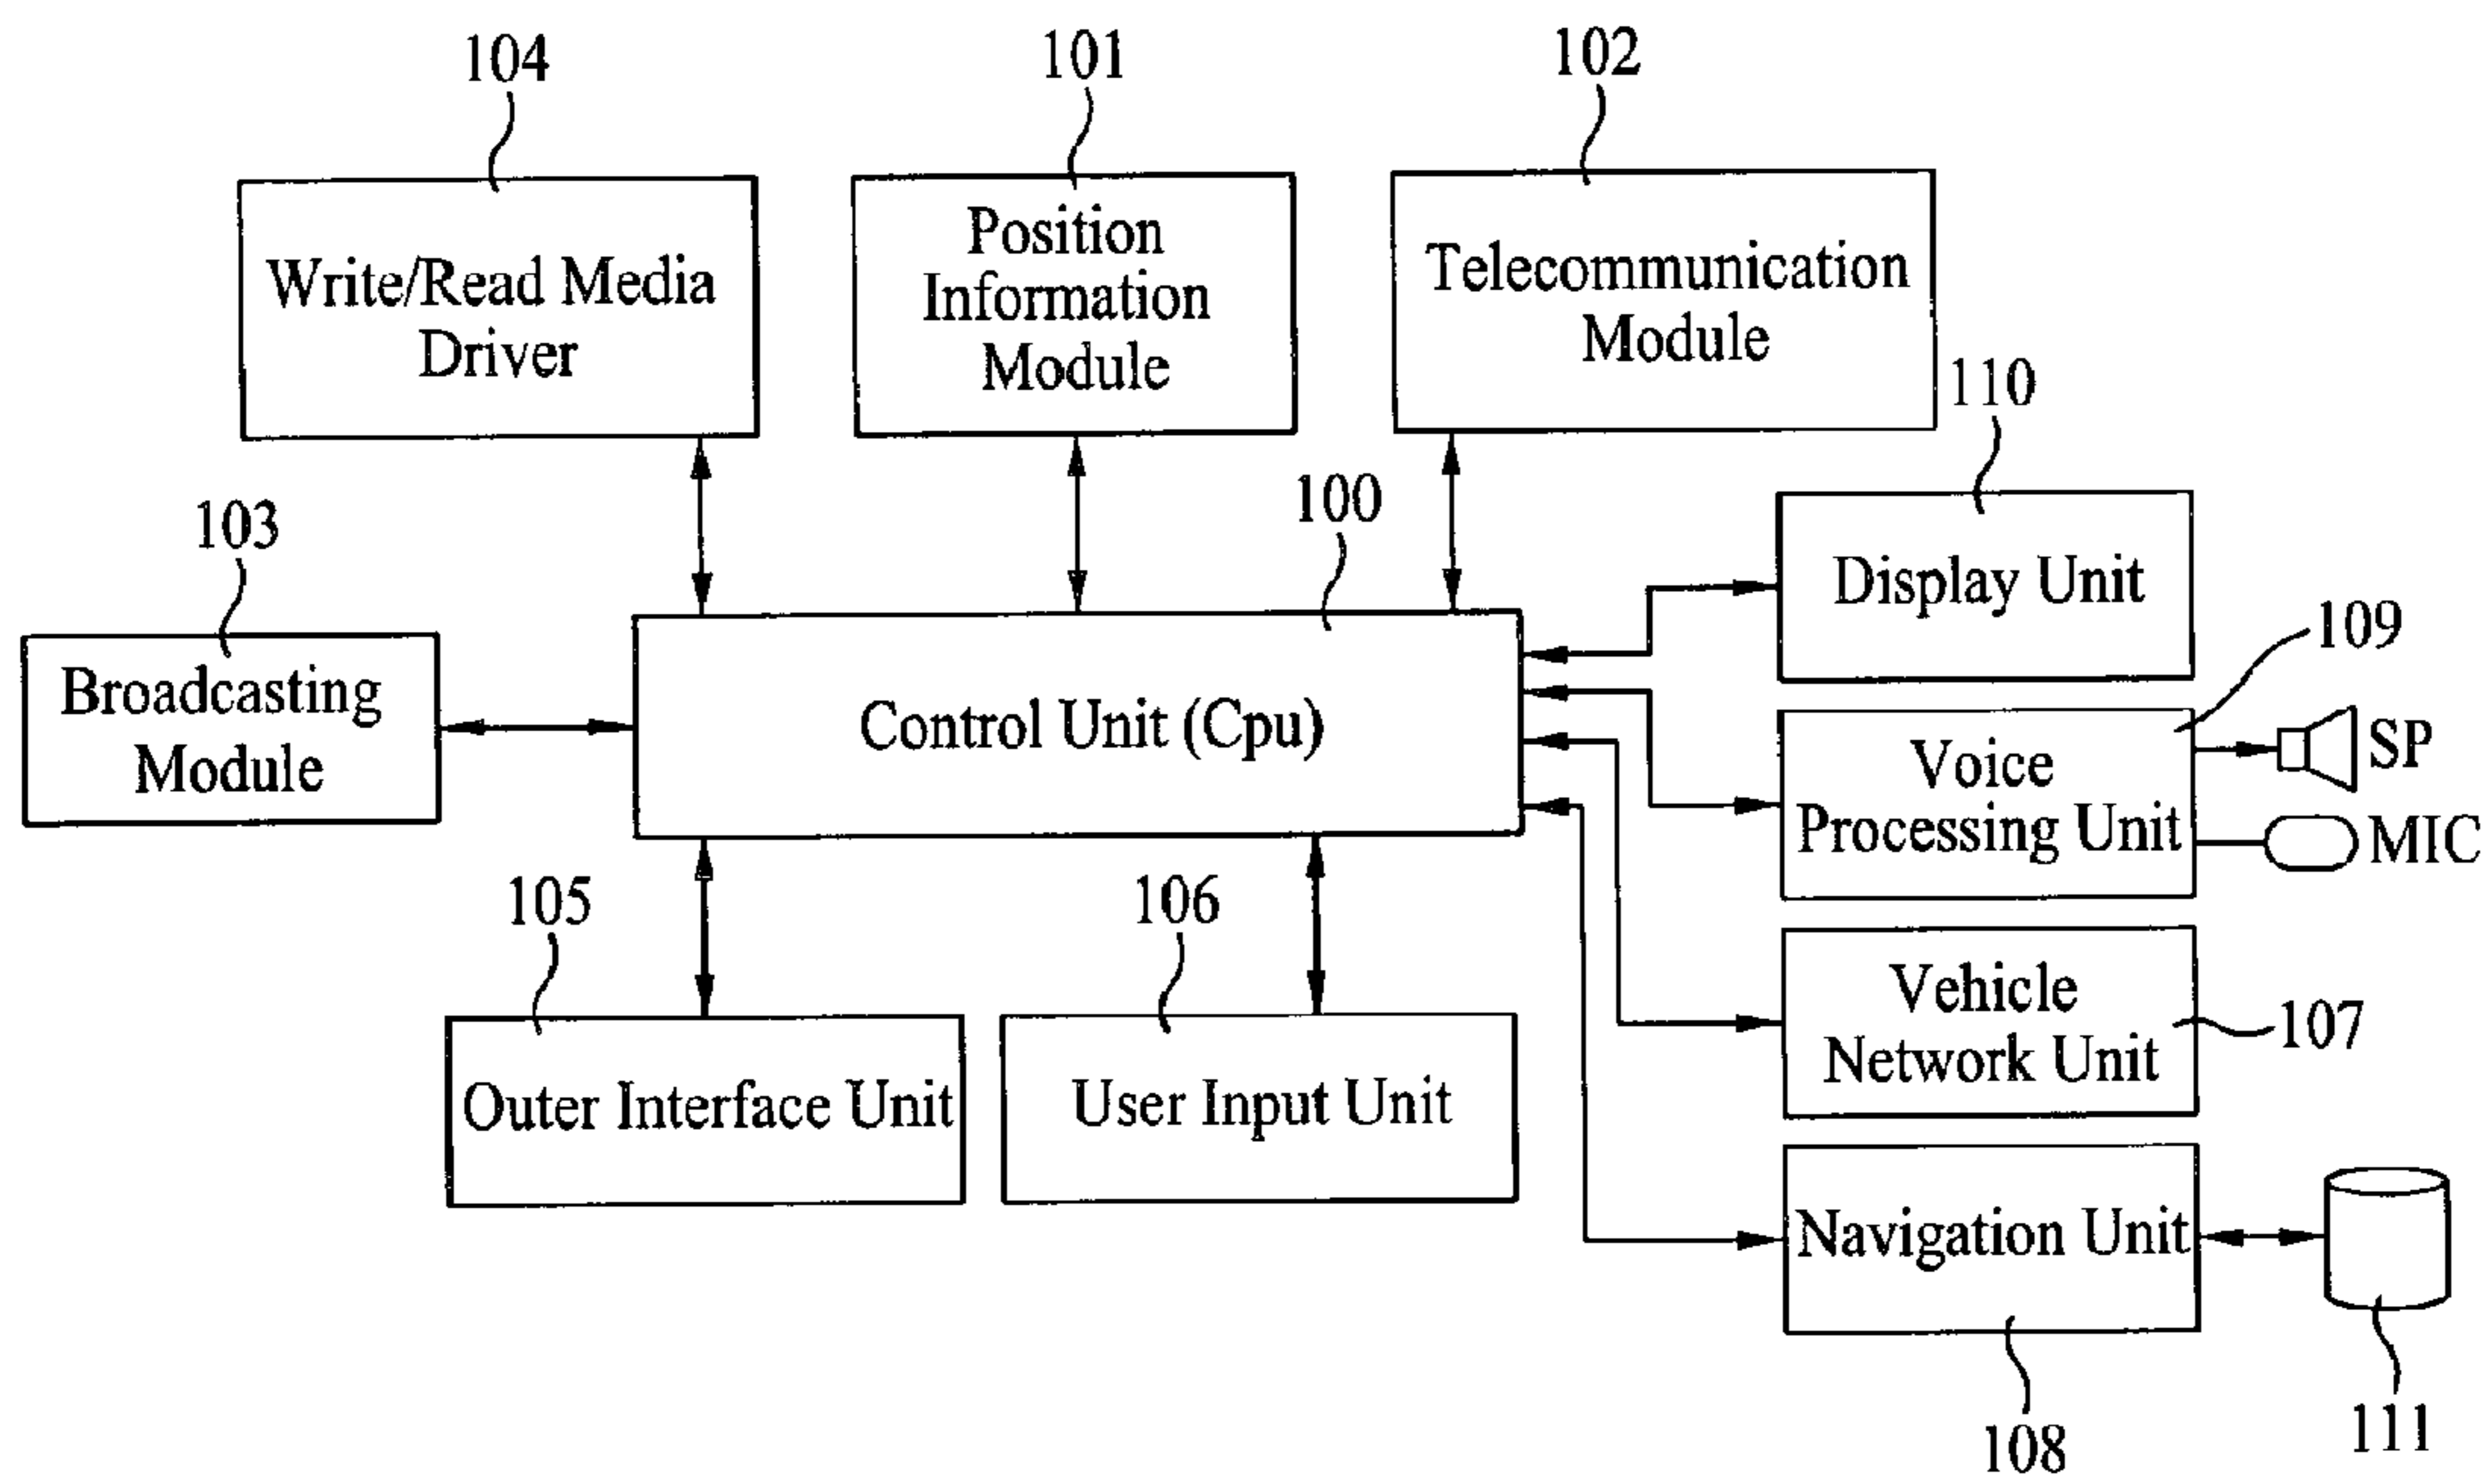 104
101
102
Write/Read Media
Driver
Position
Information
Module
Telecommunication
Module
110
100
103
Display Unit
109
Broadcasting
Module
Control Unit (Cpu)
Voice
Processing Unit
SP
MIC
105
106
Vehicle
Network Unit
107
Outer Interface Unit
User Input Unit
Navigation Unit
108
111